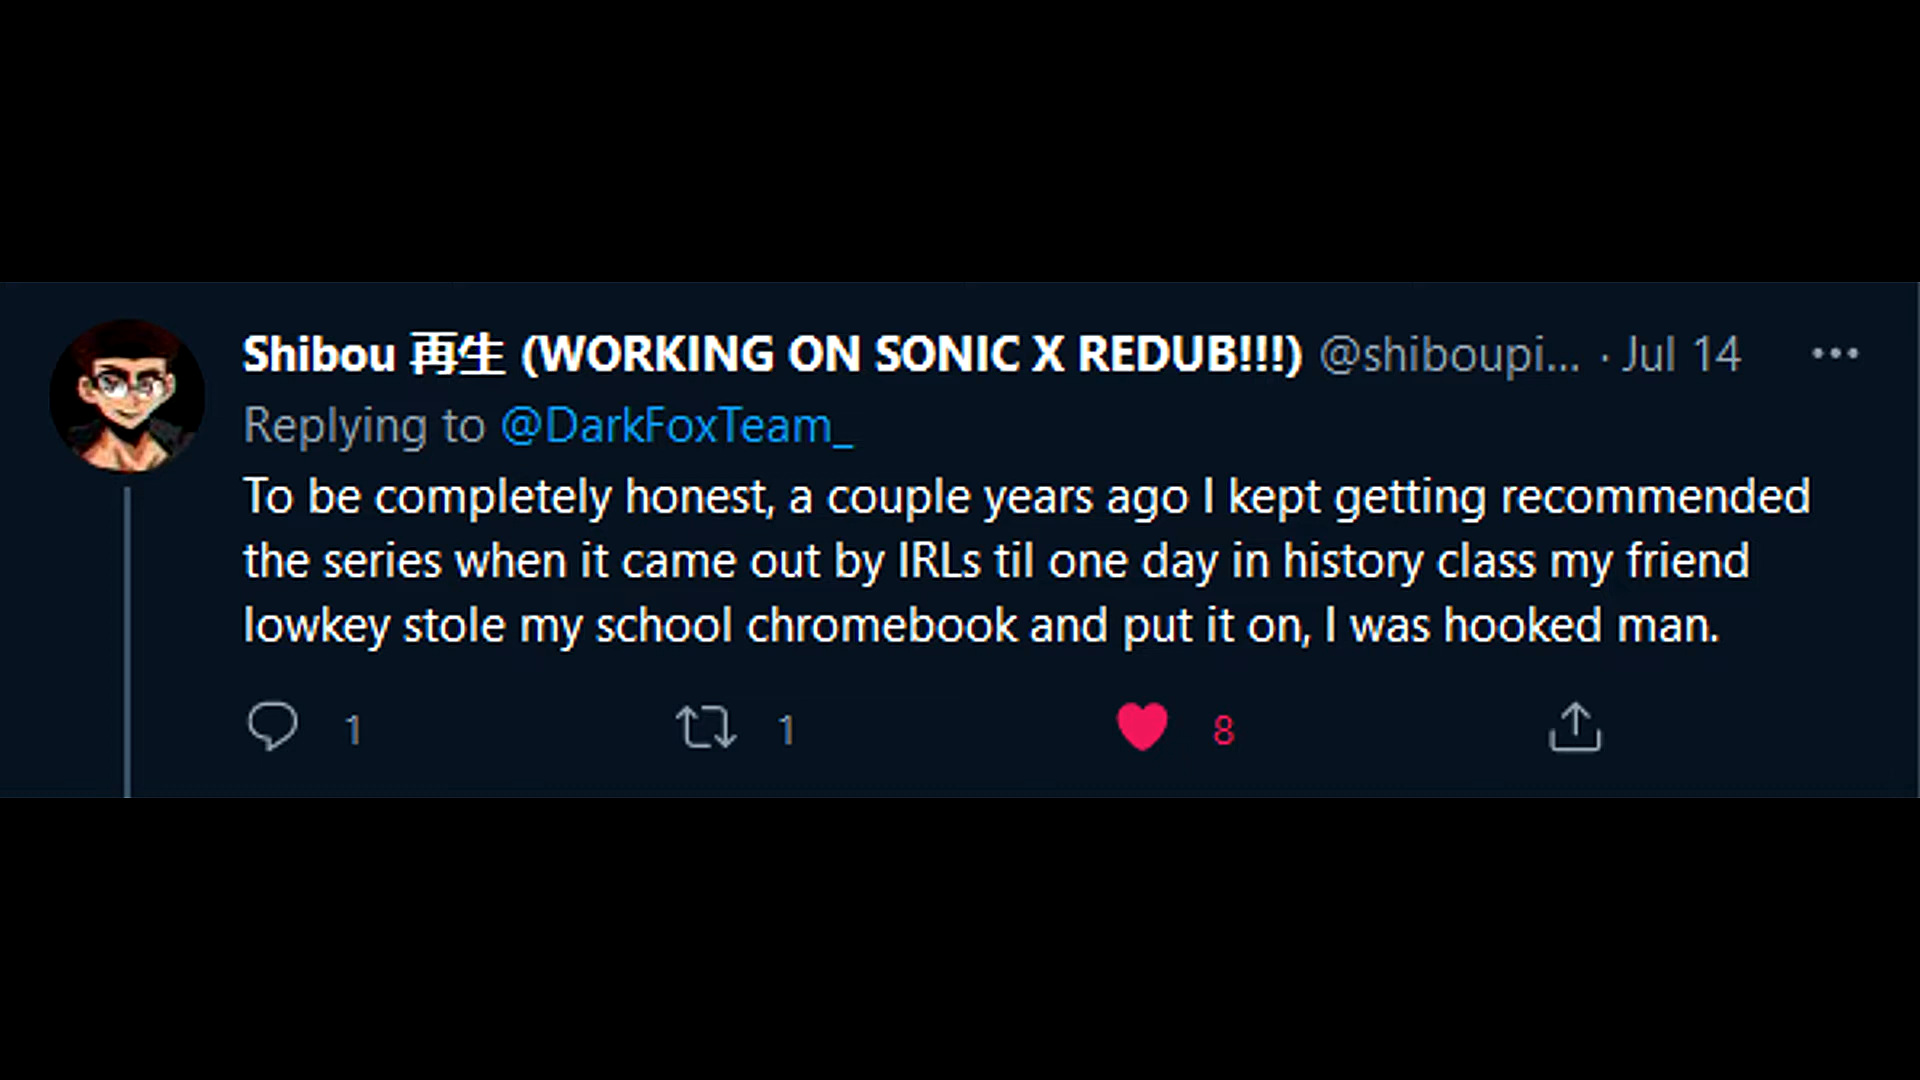 Shibou 再生 (WORKING ON SONIC X REDUB!!!) @shiboupi... · Jul 14
Replying to @DarkFoxTeam_
To be completely honest, a couple years ago I kept getting recommended
the series when it came out by IRLs til one day in history class my friend
lowkey stole my school chromebook and put it on, I was hooked man.
1 1 8